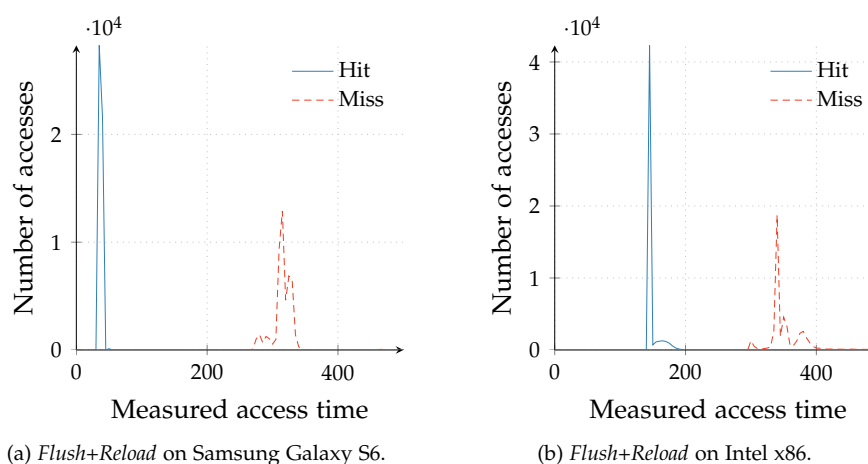 ·10⁴
Number of accesses
2
1
0
0
200
400
Measured access time
Hit
Miss
(a) Flush+Reload on Samsung Galaxy S6.
·10⁴
Number of accesses
4
3
2
1
0
0
200
400
Measured access time
Hit
Miss
(b) Flush+Reload on Intel x86.